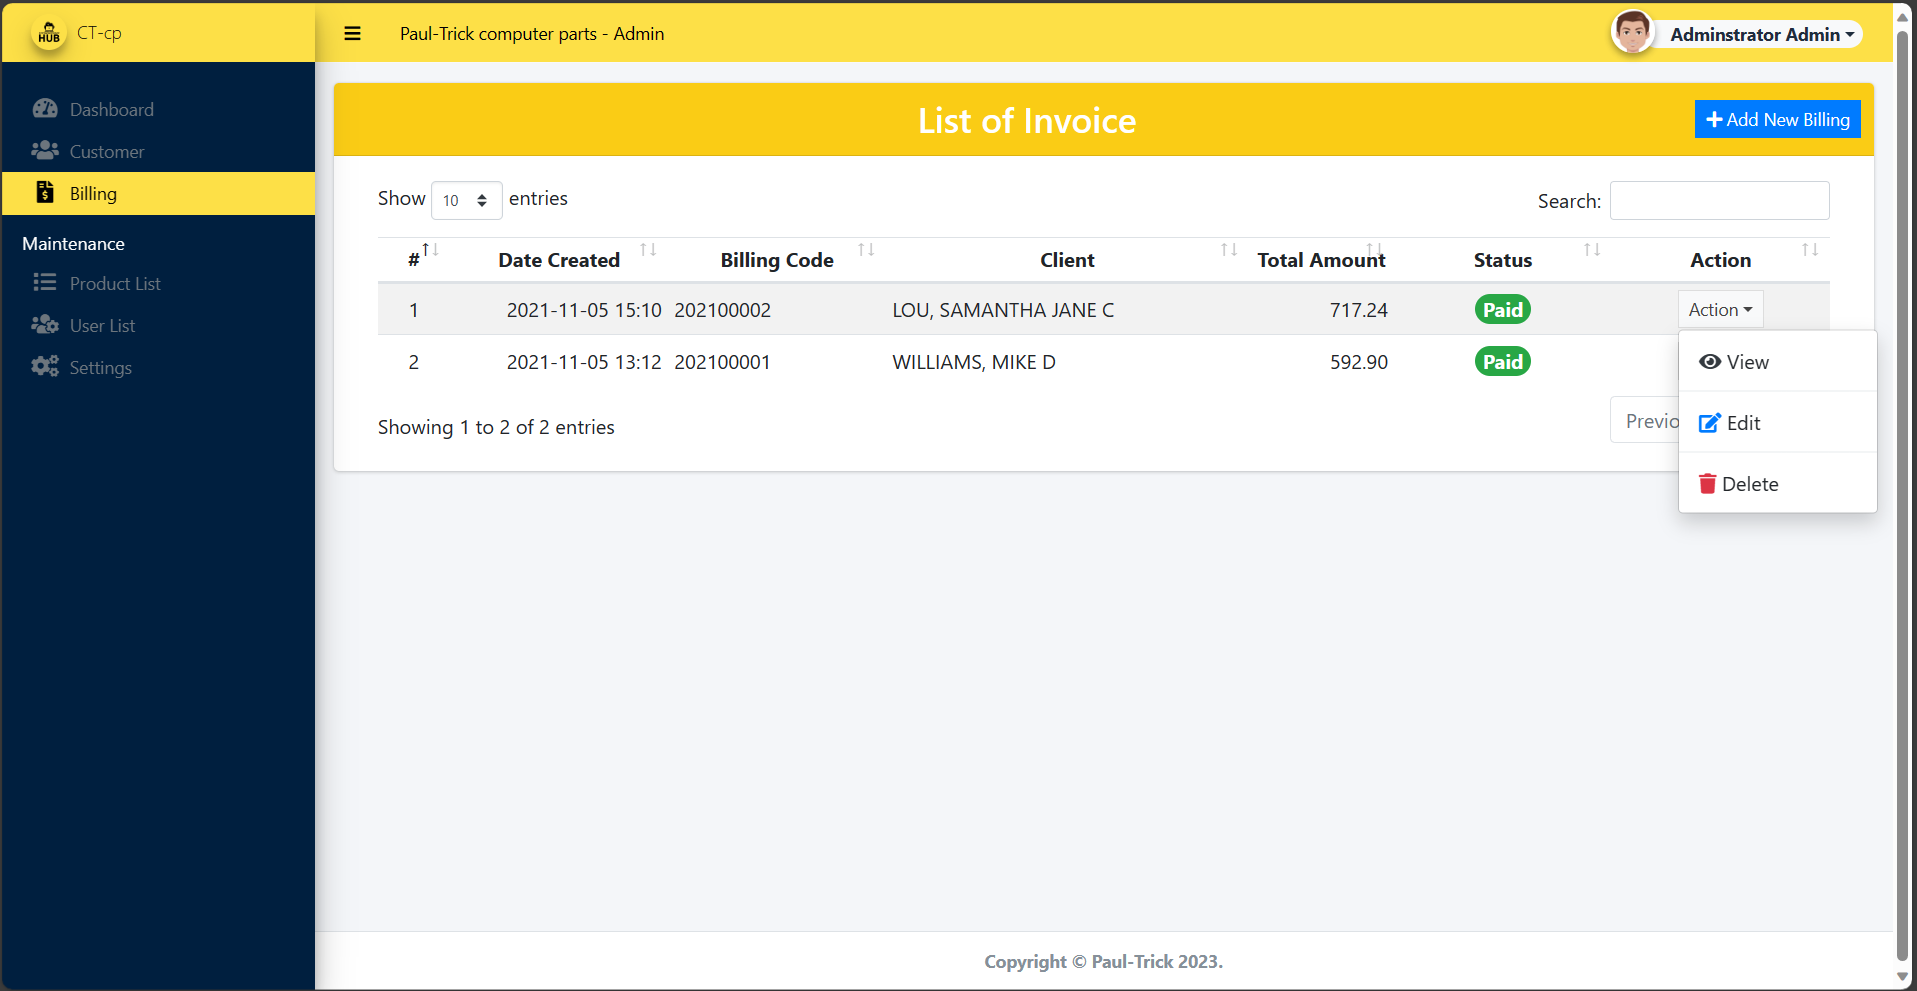 HUB CT-cp
Paul-Trick computer parts - Admin
Adminstrator Admin
Dashboard
Customer
Billing
Maintenance
Product List
User List
Settings
List of Invoice
Add New Billing
Show 10 entries
Search:
# Date Created Billing Code Client Total Amount Status Action
1 2021-11-05 15:10 202100002 LOU, SAMANTHA JANE C 717.24 Paid Action
2 2021-11-05 13:12 202100001 WILLIAMS, MIKE D 592.90 Paid
View
Edit
Delete
Showing 1 to 2 of 2 entries
Previo
Copyright © Paul-Trick 2023.